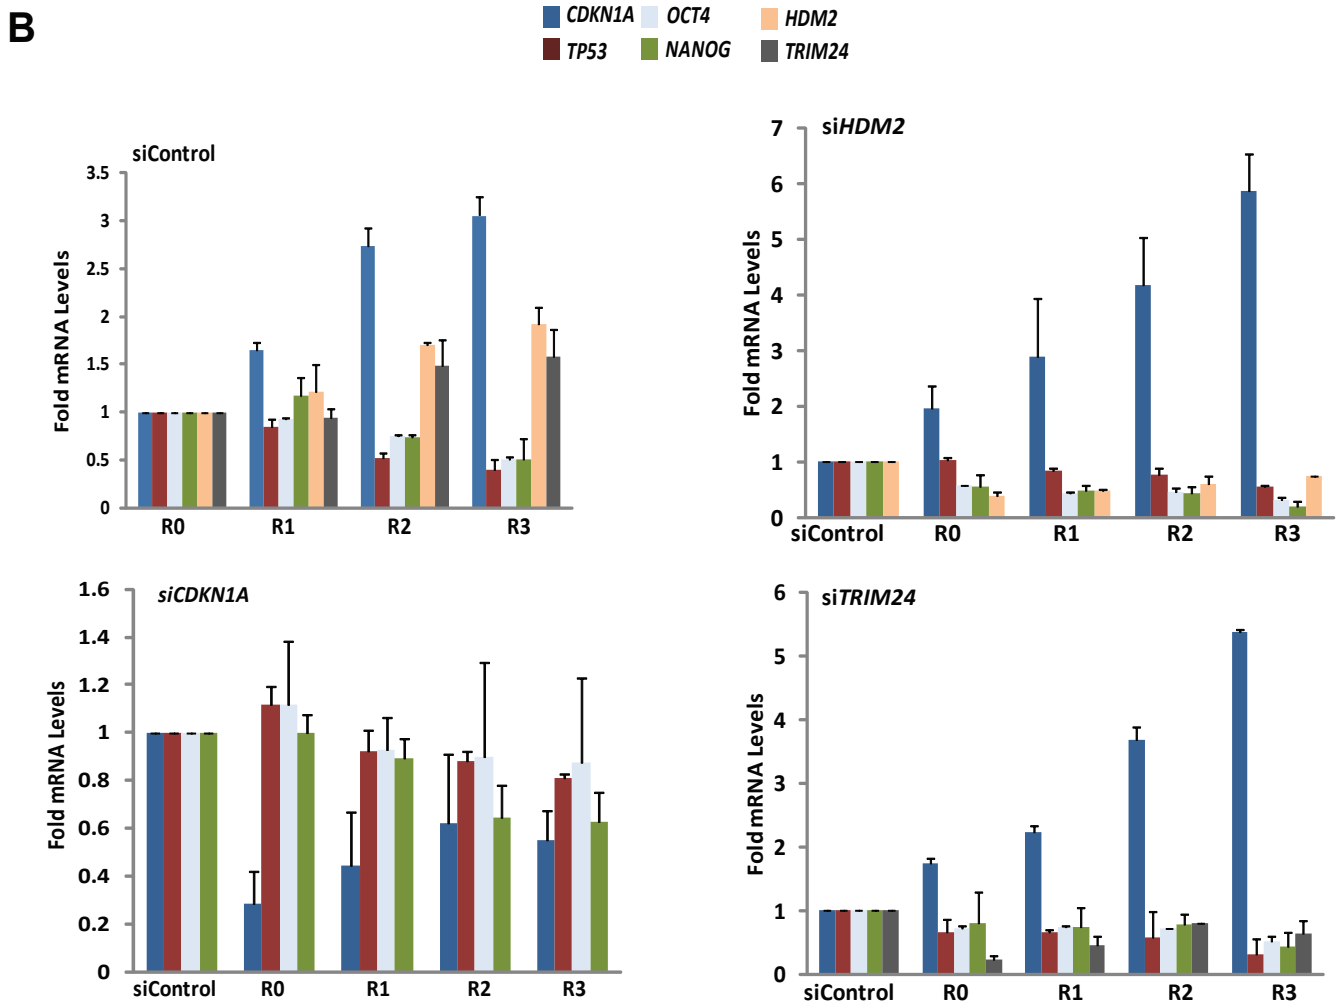 B
CDKN1A OCT4 HDM2
TP53 NANOG TRIM24
siControl
Fold mRNA Levels
3.5
3
2.5
2
1.5
1
0.5
0
R0 R1 R2 R3
siHDM2
Fold mRNA Levels
7
6
5
4
3
2
1
0
siControl R0 R1 R2 R3
siCDKN1A
Fold mRNA Levels
1.6
1.4
1.2
1
0.8
0.6
0.4
0.2
0
siControl R0 R1 R2 R3
siTRIM24
Fold mRNA Levels
6
5
4
3
2
1
0
siControl R0 R1 R2 R3